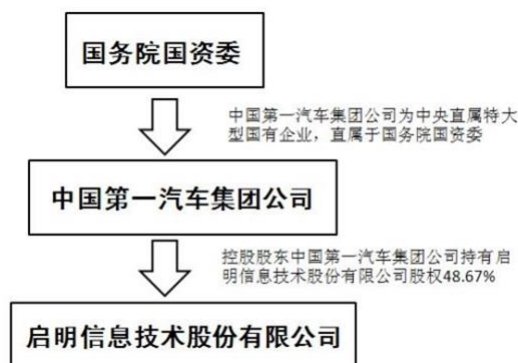 国务院国资委
中国第一汽车集团公司为中央直属特大
型国有企业，直属于国务院国资委
中国第一汽车集团公司
控股股东中国第一汽车集团公司持有启
明信息技术股份有限公司股权48.67%
启明信息技术股份有限公司